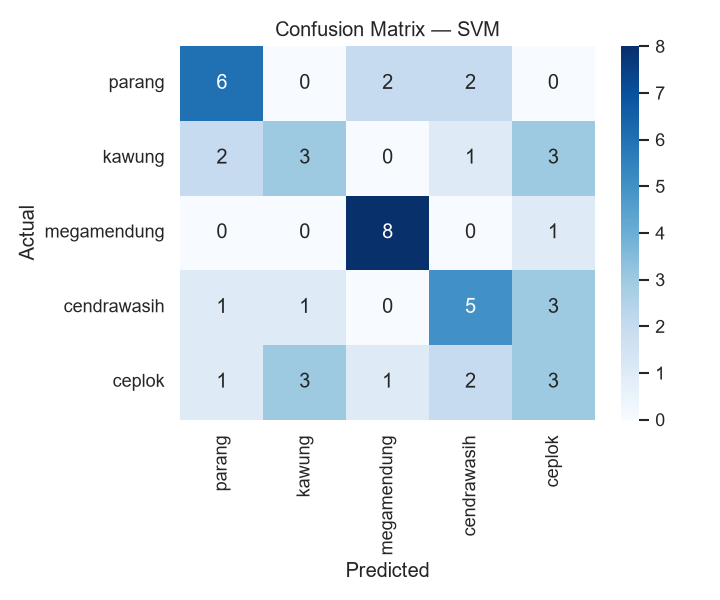 Confusion Matrix — SVM
parang 6 0 2 2 0
kawung 2 3 0 1 3
megamendung 0 0 8 0 1
cendrawasih 1 1 0 5 3
ceplok 1 3 1 2 3
parang kawung megamendung cendrawasih ceplok
Predicted
Actual
8
7
6
5
4
3
2
1
0